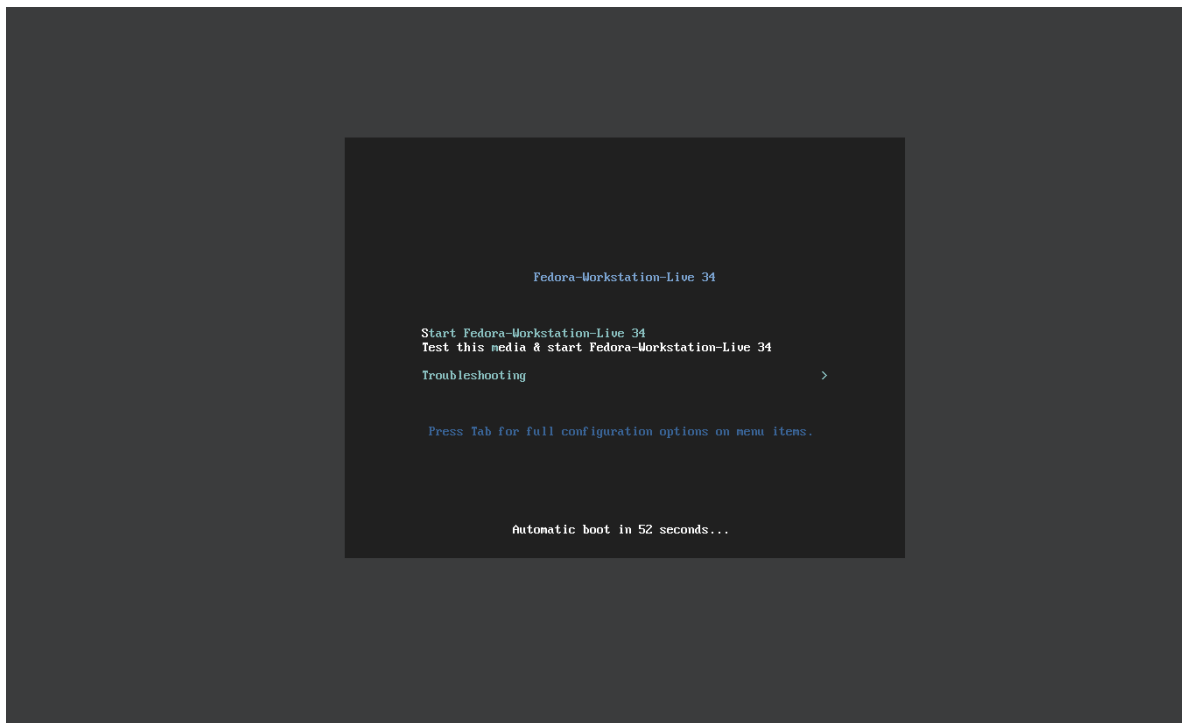 Fedora-Workstation-Live 34
Start Fedora-Workstation-Live 34
Test this media & start Fedora-Workstation-Live 34
Troubleshooting >
Press Tab for full configuration options on menu items.
Automatic boot in 52 seconds...